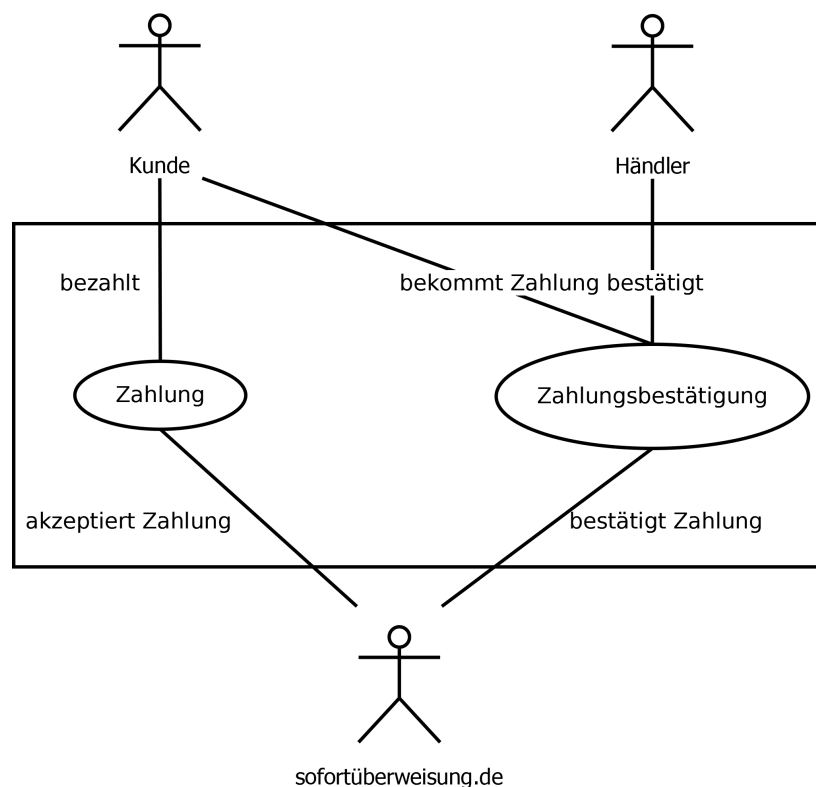 Kunde
Händler
bezahlt
bekommt Zahlung bestätigt
Zahlung
Zahlungsbestätigung
akzeptiert Zahlung
bestätigt Zahlung
sofortüberweisung.de